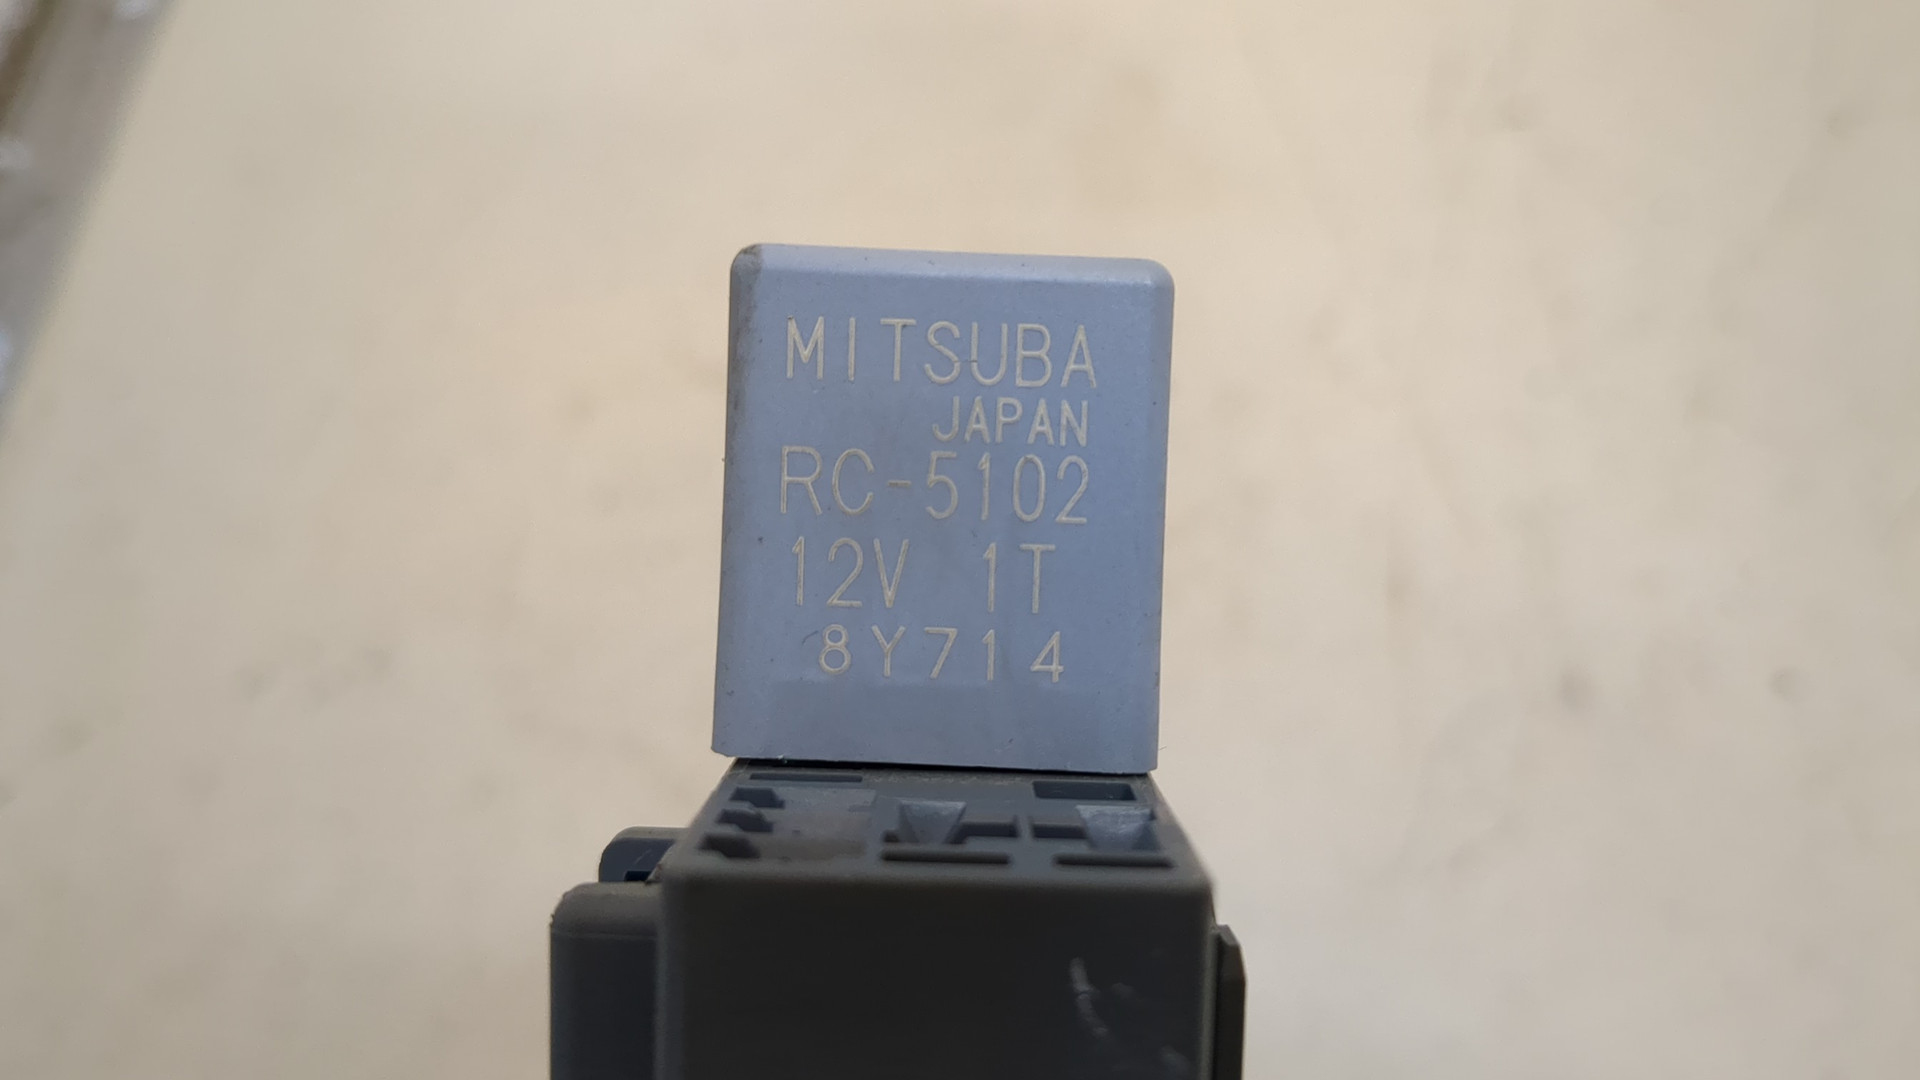 MITSUBA
JAPAN
RC-5102
12V 1T
8Y714